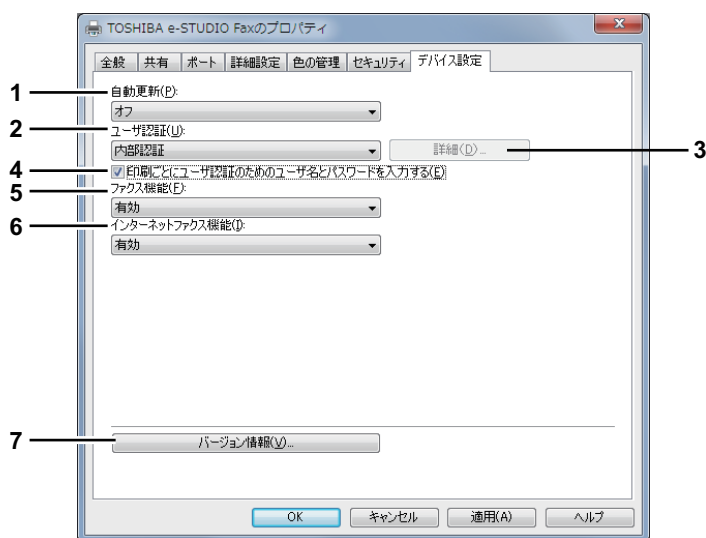 TOSHIBA e-STUDIO Faxのプロパティ
全般 共有 ポート 詳細設定 色の管理 セキュリティ デバイス設定
1 自動更新(P):
オフ
2 ユーザ認証(U):
内部認証 詳細(D)... 3
4 印刷ごとにユーザ認証のためのユーザ名とパスワードを入力する(E)
5 ファクス機能(F):
有効
6 インターネットファクス機能(I):
有効
7 バージョン情報(V)...
OK キャンセル 適用(A) ヘルプ